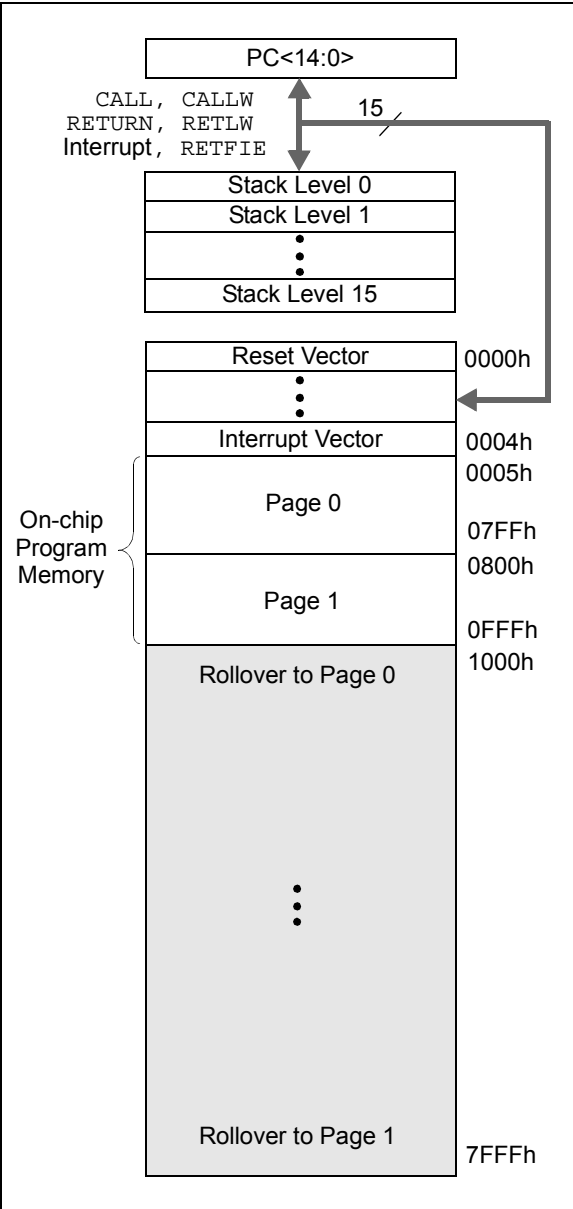 PC<14:0>
CALL, CALLW
RETURN, RETLW
Interrupt, RETFIE
15
Stack Level 0
Stack Level 1
Stack Level 15
Reset Vector
0000h
Interrupt Vector
0004h
0005h
Page 0
On-chip
Program
Memory
07FFh
0800h
Page 1
0FFFh
1000h
Rollover to Page 0
Rollover to Page 1
7FFFh